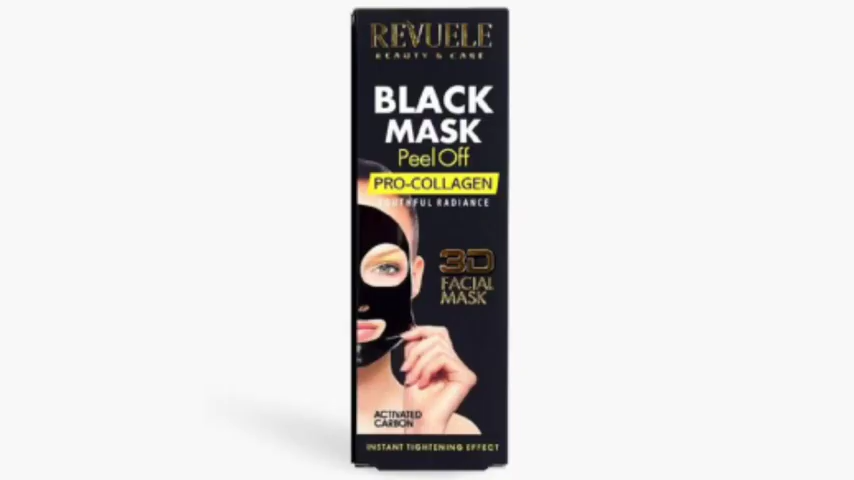 REVUELE
BEAUTY & CARE
BLACK
MASK
Peel Off
PRO-COLLAGEN
YOUTHFUL RADIANCE
3D
FACIAL
MASK
ACTIVATED
CARBON
INSTANT TIGHTENING EFFECT